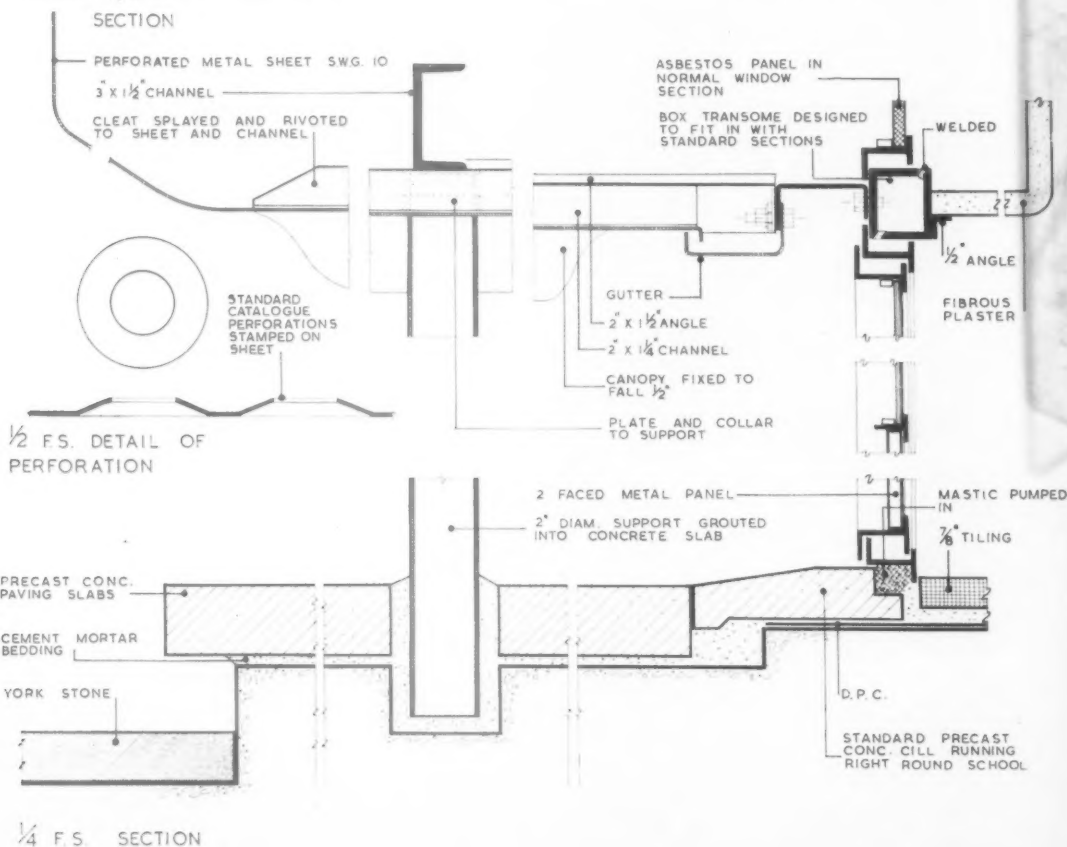 SECTION
PERFORATED METAL SHEET S.W.G. 10
3" X 1½" CHANNEL
CLEAT SPLAYED AND RIVOTED
TO SHEET AND CHANNEL
ASBESTOS PANEL IN
NORMAL WINDOW
SECTION
BOX TRANSOME DESIGNED
TO FIT IN WITH
STANDARD SECTIONS
WELDED
½" ANGLE
FIBROUS
PLASTER
STANDARD
CATALOGUE
PERFORATIONS
STAMPED ON
SHEET
GUTTER
2" X 1½" ANGLE
2" X 1¼" CHANNEL
CANOPY FIXED TO
FALL ½"
PLATE AND COLLAR
TO SUPPORT
½ F.S. DETAIL OF
PERFORATION
2 FACED METAL PANEL
2" DIAM. SUPPORT GROUTED
INTO CONCRETE SLAB
MASTIC PUMPED
IN
⅞" TILING
PRECAST CONC.
PAVING SLABS
CEMENT MORTAR
BEDDING
YORK STONE
D.P.C.
STANDARD PRECAST
CONC. CILL RUNNING
RIGHT ROUND SCHOOL
¼ F.S. SECTION